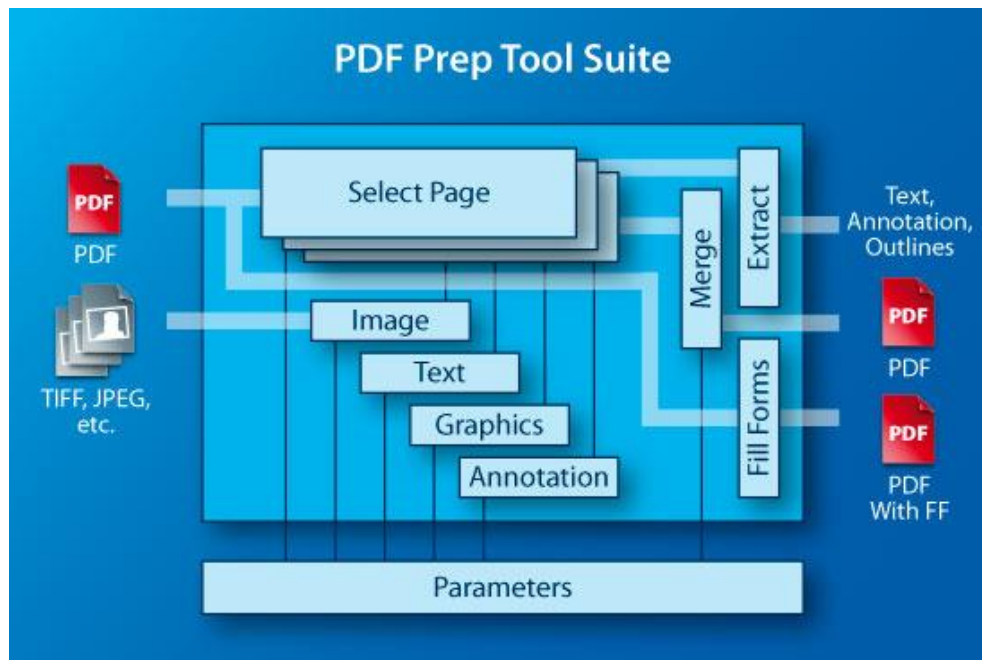 PDF Prep Tool Suite
PDF
PDF
TIFF, JPEG,
etc.
Select Page
Image
Text
Graphics
Annotation
Merge
Extract
Fill Forms
Text,
Annotation,
Outlines
PDF
PDF
PDF
PDF
With FF
Parameters